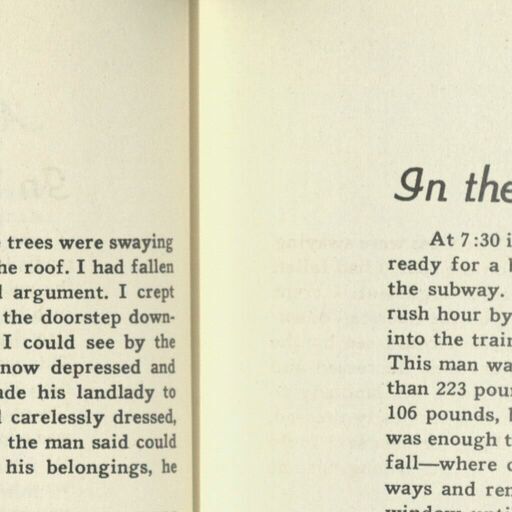 trees were swaying
he roof. I had fallen
argument. I crept
the doorstep down-
I could see by the
now depressed and
ade his landlady to
carelessly dressed,
the man said could
his belongings, he
In the
At 7:30 i
ready for a
the subway.
rush hour by
into the train
This man wa
than 223 pou
106 pounds,
was enough t
fall—where
ways and re